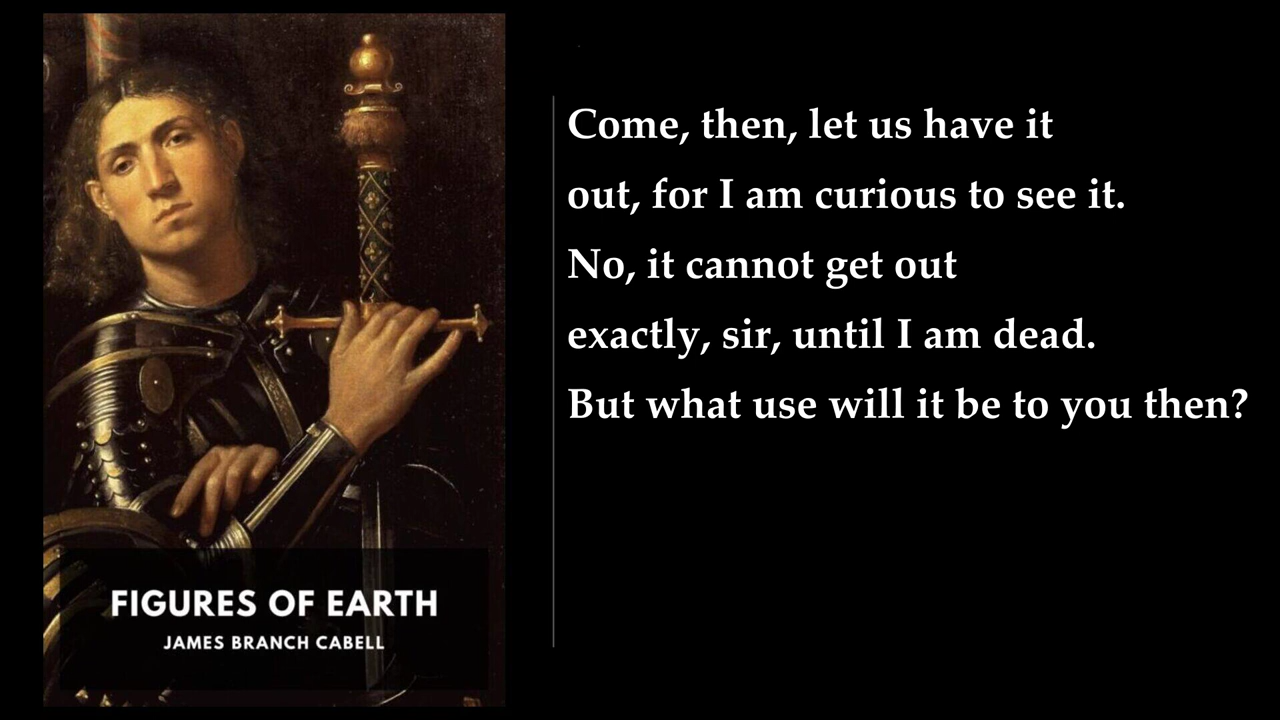 FIGURES OF EARTH
JAMES BRANCH CABELL
Come, then, let us have it
out, for I am curious to see it.
No, it cannot get out
exactly, sir, until I am dead.
But what use will it be to you then?